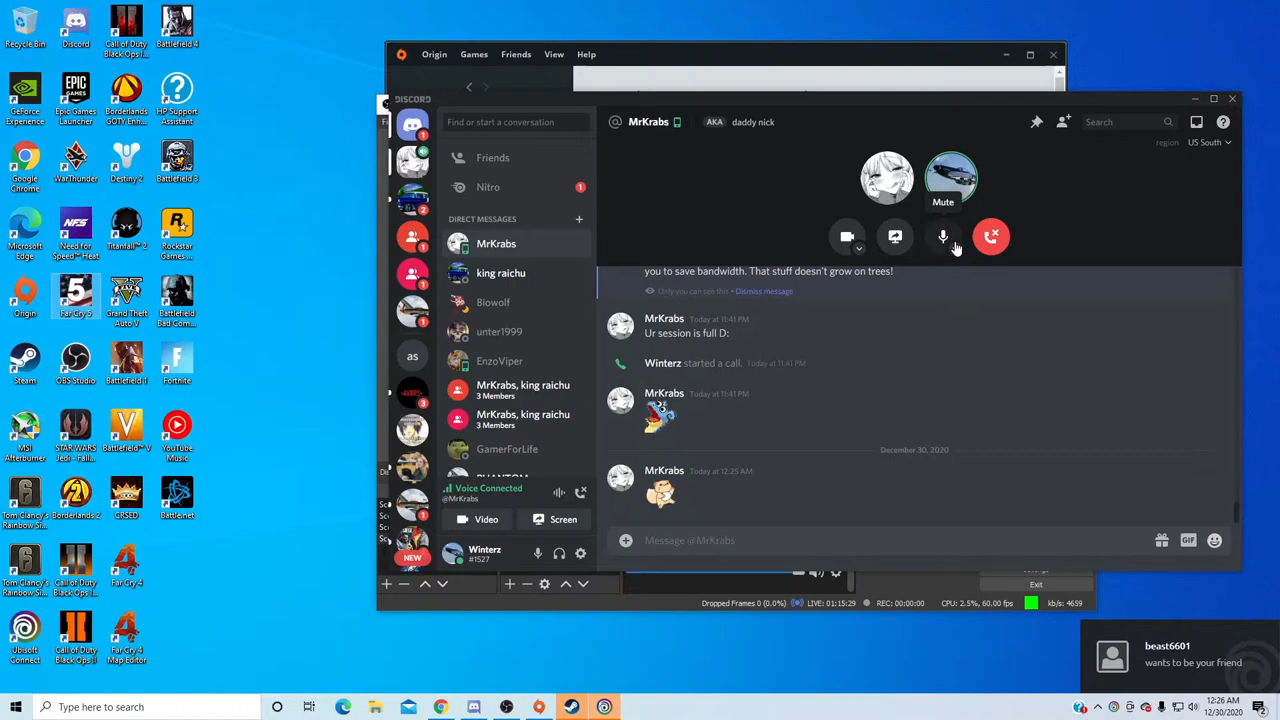 Recycle Bin
Discord
Call of Duty
Black Ops I...
Battlefield 4
GeForce
Experience
Epic Games
Launcher
Borderlands
GOTY Enh...
HP Support
Assistant
Google
Chrome
WarThunder
Destiny 2
Battlefield 3
Microsoft
Edge
Need for
Speed™ Heat
Titanfall™ 2
Rockstar
Games ...
Origin
Far Cry 5
Grand Theft
Auto V
Battlefield
Bad Com...
Steam
OBS Studio
Battlefield 1
Fortnite
MSI
Afterburner
STAR WARS
Jedi - Fall...
Battlefield™ V
YouTube
Music
Tom Clancy's
Rainbow Si...
Borderlands 2
CRSED
Battle.net
Tom Clancy's
Rainbow Si...
Call of Duty
Black Ops II ...
Far Cry 4
Ubisoft
Connect
Call of Duty
Black Ops II
Far Cry 4
Map Editor
Origin Games Friends View Help
DISCORD
Find or start a conversation
Friends
Nitro 1
DIRECT MESSAGES +
MrKrabs
king raichu
Biowolf
unter1999
EnzoViper
MrKrabs, king raichu
3 Members
MrKrabs, king raichu
3 Members
GamerForLife
as
NEW
Voice Connected
@MrKrabs
Video Screen
Winterz
#1527
@ MrKrabs AKA daddy nick Search
region US South
Mute
you to save bandwidth. That stuff doesn't grow on trees!
Only you can see this • Dismiss message
MrKrabs Today at 11:41 PM
Ur session is full D:
Winterz started a call. Today at 11:41 PM
MrKrabs Today at 11:41 PM
December 30, 2020
MrKrabs Today at 12:25 AM
Message @MrKrabs
GIF
Exit
Dropped Frames 0 (0.0%) LIVE: 01:15:29 REC: 00:00:00 CPU: 2.5%, 60.00 fps kb/s: 4659
beast6601
wants to be your friend
Type here to search
12:26 AM
12/30/2020